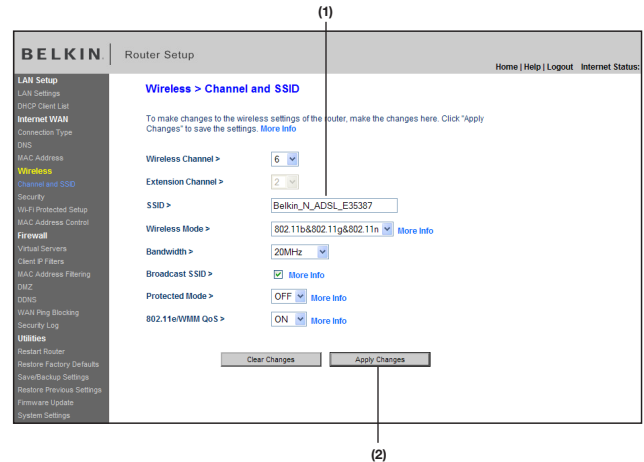 (1)
BELKIN. Router Setup
Home | Help | Logout Internet Status:
LAN Setup
LAN Settings
DHCP Client List
Internet WAN
Connection Type
DNS
MAC Address
Wireless
Channel and SSID
Security
Wi-Fi Protected Setup
MAC Address Control
Firewall
Virtual Servers
Client IP Filters
MAC Address Filtering
DMZ
DDNS
WAN Ping Blocking
Security Log
Utilities
Restart Router
Restore Factory Defaults
Save/Backup Settings
Restore Previous Settings
Firmware Update
System Settings
Wireless > Channel and SSID
To make changes to the wireless settings of the router, make the changes here. Click "Apply
Changes" to save the settings. More Info
Wireless Channel > 6
Extension Channel > 2
SSID > Belkin_N_ADSL_E35387
Wireless Mode > 802.11b&802.11g&802.11n More Info
Bandwidth > 20MHz
Broadcast SSID > More Info
Protected Mode > OFF More Info
802.11e/WMM QoS > ON More Info
Clear Changes Apply Changes
(2)